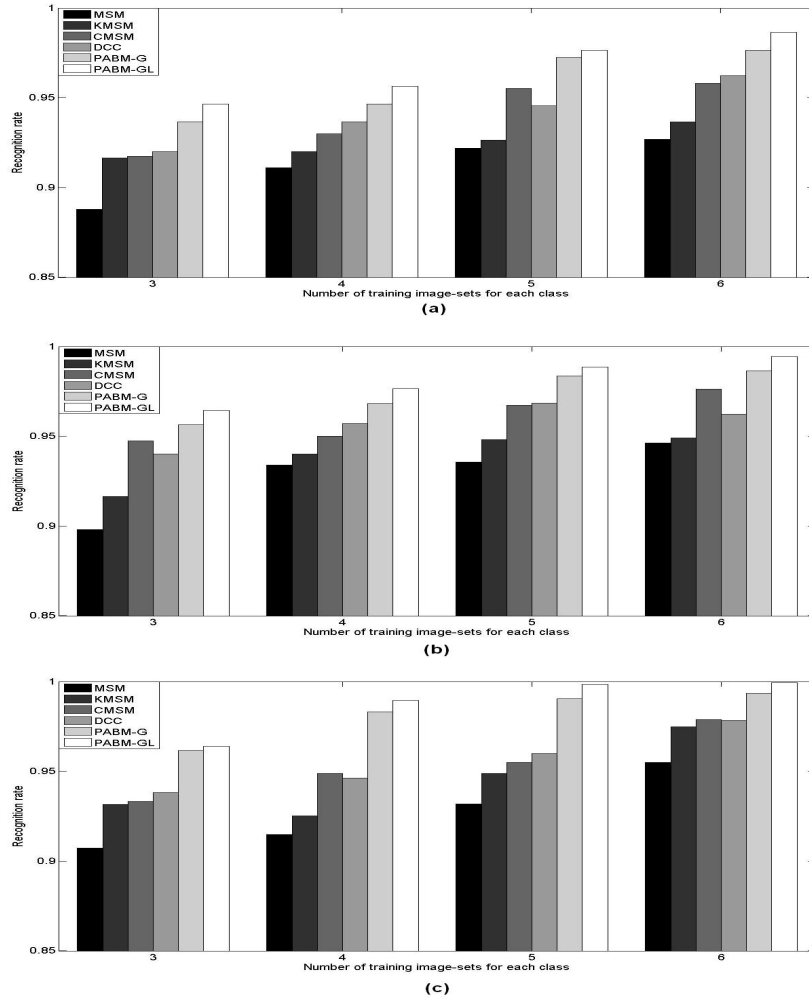 1
MSM
KMSM
CMSM
DCC
PABM-G
PABM-GL
0.95
Recognition rate
0.9
0.85
3
4
5
6
Number of training image-sets for each class
(a)
1
MSM
KMSM
CMSM
DCC
PABM-G
PABM-GL
0.95
Recognition rate
0.9
0.85
3
4
5
6
Number of training image-sets for each class
(b)
1
MSM
KMSM
CMSM
DCC
PABM-G
PABM-GL
0.95
Recognition rate
0.9
0.85
3
4
5
6
Number of training image-sets for each class
(c)